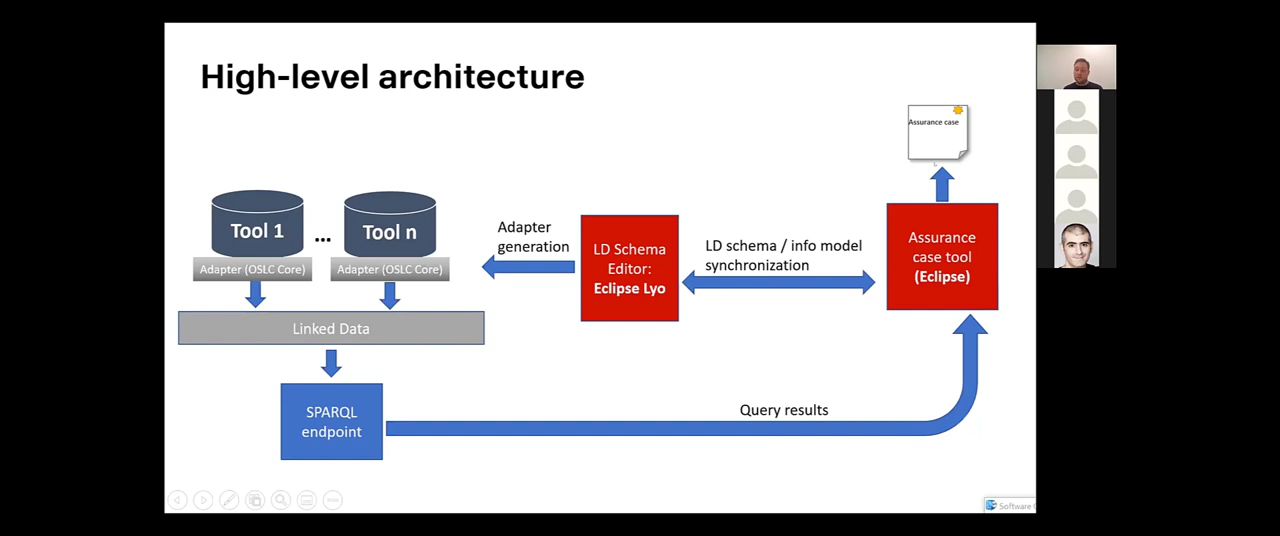 High-level architecture
Assurance case
Tool 1
...
Tool n
Adapter (OSLC Core)
Adapter (OSLC Core)
Linked Data
SPARQL
endpoint
Adapter
generation
LD Schema
Editor:
Eclipse Lyo
LD schema / info model
synchronization
Assurance
case tool
(Eclipse)
Query results
Software